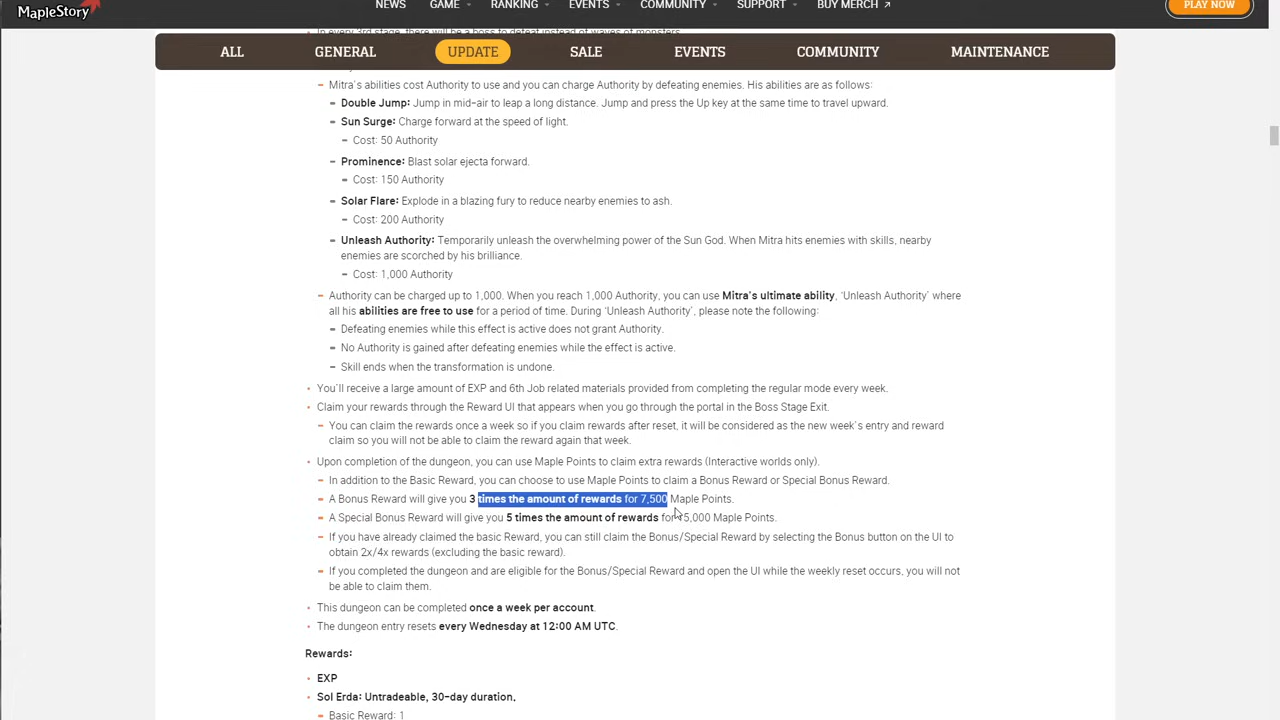 MapleStory
NEWS GAME RANKING EVENTS COMMUNITY SUPPORT BUY MERCH ↗ PLAY NOW
In every 3rd stage, there will be a boss to defeat instead of waves of monsters.
ALL GENERAL UPDATE SALE EVENTS COMMUNITY MAINTENANCE
Mitra's abilities cost Authority to use and you can charge Authority by defeating enemies. His abilities are as follows:
Double Jump: Jump in mid-air to leap a long distance. Jump and press the Up key at the same time to travel upward.
Sun Surge: Charge forward at the speed of light.
Cost: 50 Authority
Prominence: Blast solar ejecta forward.
Cost: 150 Authority
Solar Flare: Explode in a blazing fury to reduce nearby enemies to ash.
Cost: 200 Authority
Unleash Authority: Temporarily unleash the overwhelming power of the Sun God. When Mitra hits enemies with skills, nearby
enemies are scorched by his brilliance.
Cost: 1,000 Authority
Authority can be charged up to 1,000. When you reach 1,000 Authority, you can use Mitra's ultimate ability, 'Unleash Authority' where
all his abilities are free to use for a period of time. During 'Unleash Authority', please note the following:
Defeating enemies while this effect is active does not grant Authority.
No Authority is gained after defeating enemies while the effect is active.
Skill ends when the transformation is undone.
You'll receive a large amount of EXP and 6th Job related materials provided from completing the regular mode every week.
Claim your rewards through the Reward UI that appears when you go through the portal in the Boss Stage Exit.
You can claim the rewards once a week so if you claim rewards after reset, it will be considered as the new week's entry and reward
claim so you will not be able to claim the reward again that week.
Upon completion of the dungeon, you can use Maple Points to claim extra rewards (Interactive worlds only).
In addition to the Basic Reward, you can choose to use Maple Points to claim a Bonus Reward or Special Bonus Reward.
A Bonus Reward will give you 3 times the amount of rewards for 7,500 Maple Points.
A Special Bonus Reward will give you 5 times the amount of rewards for 5,000 Maple Points.
If you have already claimed the basic Reward, you can still claim the Bonus/Special Reward by selecting the Bonus button on the UI to
obtain 2x/4x rewards (excluding the basic reward).
If you completed the dungeon and are eligible for the Bonus/Special Reward and open the UI while the weekly reset occurs, you will not
be able to claim them.
This dungeon can be completed once a week per account.
The dungeon entry resets every Wednesday at 12:00 AM UTC.
Rewards:
EXP
Sol Erda: Untradeable, 30-day duration.
Basic Reward: 1